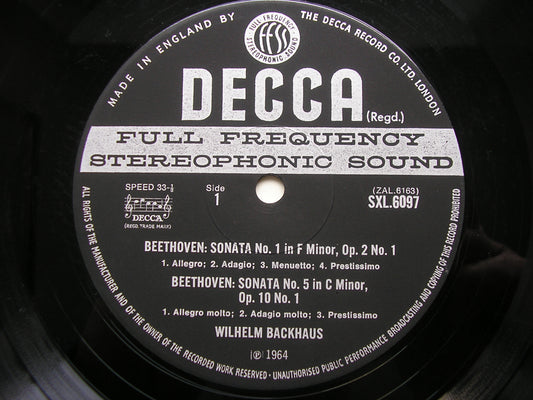 MADE IN ENGLAND BY THE DECCA RECORD CO. LTD. LONDON
FULL FREQUENCY
ffss
STEREOPHONIC SOUND
DECCA (Regd.)
FULL FREQUENCY
STEREOPHONIC SOUND
SPEED 33-⅓ Side (ZAL.6163)
1 SXL.6097
DECCA
(REGD. TRADE MARK)
BEETHOVEN: SONATA No. 1 in F Minor, Op. 2 No. 1
1. Allegro; 2. Adagio; 3. Menuetto; 4. Prestissimo
BEETHOVEN: SONATA No. 5 in C Minor,
Op. 10 No. 1
1. Allegro molto; 2. Adagio molto; 3. Prestissimo
WILHELM BACKHAUS
℗ 1964
ALL RIGHTS OF THE MANUFACTURER AND OF THE OWNER OF THE RECORDED WORK RESERVED · UNAUTHORISED PUBLIC PERFORMANCE BROADCASTING AND COPYING OF THIS RECORD PROHIBITED